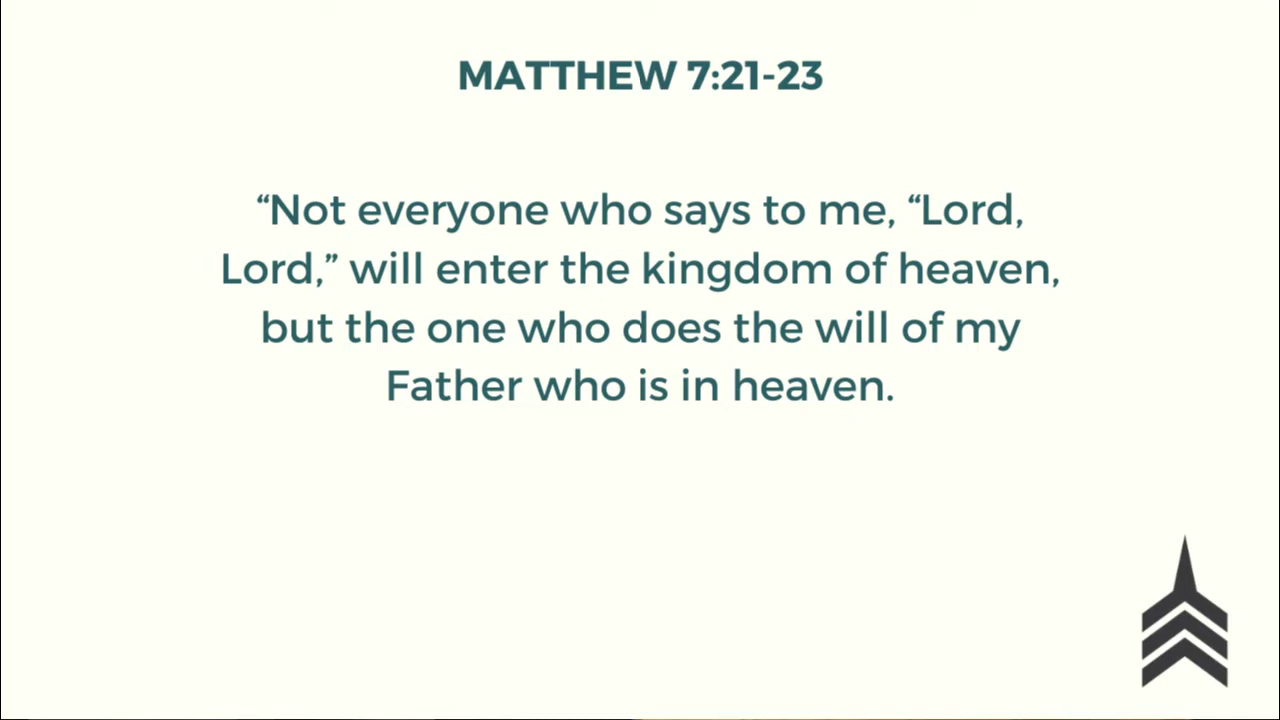 MATTHEW 7:21-23
“Not everyone who says to me, “Lord,
Lord,” will enter the kingdom of heaven,
but the one who does the will of my
Father who is in heaven.